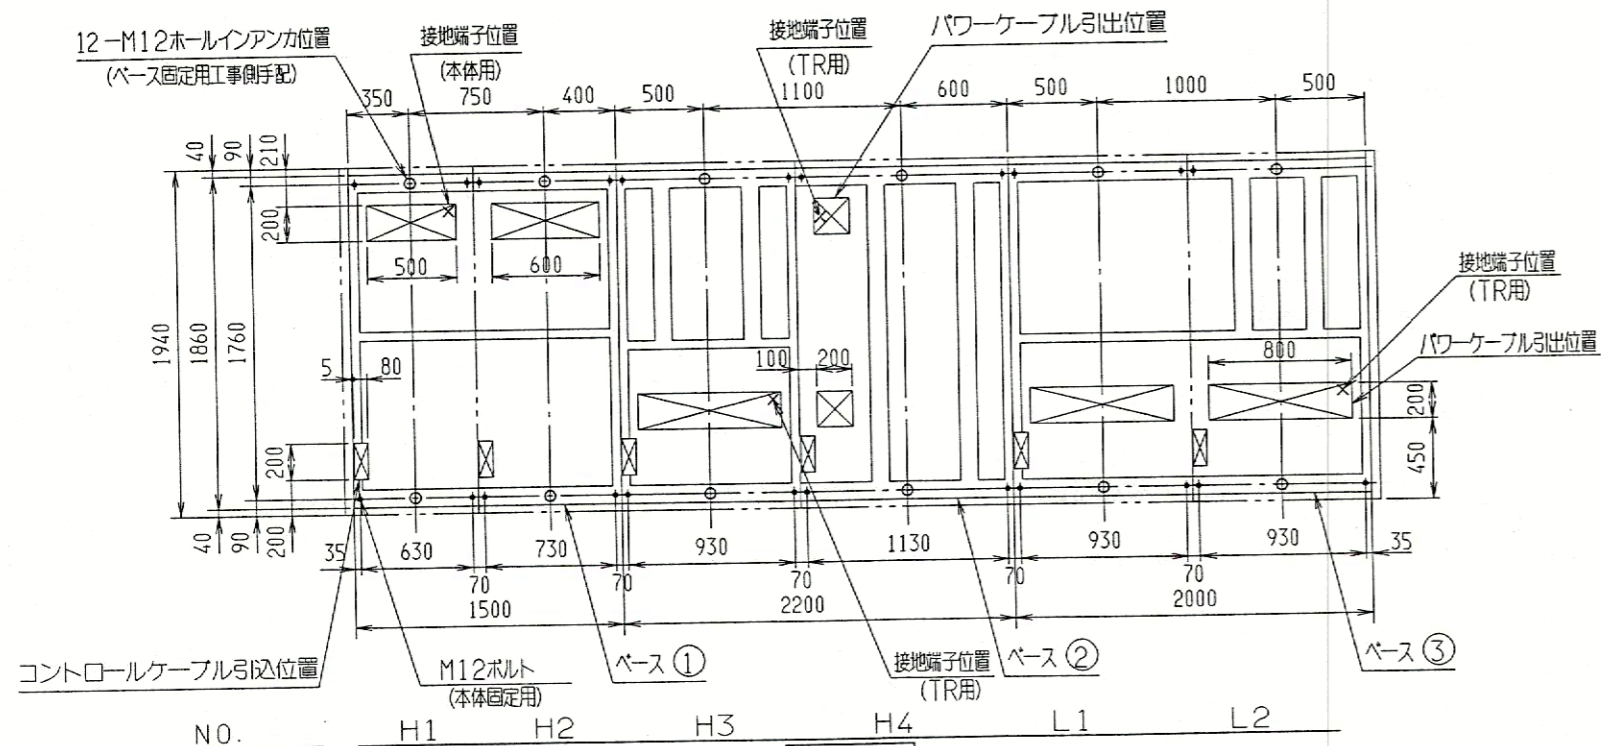 12-M12ホールインアンカ位置
(ベース固定用工事側手配)
接地端子位置
(本体用)
接地端子位置
(TR用)
パワーケーブル引出位置
350
750
400
500
1100
600
500
1000
500
40
90
210
200
500
600
1940
1860
1760
5
80
100
200
800
接地端子位置
(TR用)
パワーケーブル引出位置
200
450
200
40
90
200
35
630
70
730
70
930
70
1130
70
930
70
930
35
1500
2200
2000
コントロールケーブル引込位置
M12ボルト
(本体固定用)
ベース ①
接地端子位置
(TR用)
ベース ②
ベース ③
NO. H1 H2 H3 H4 L1 L2